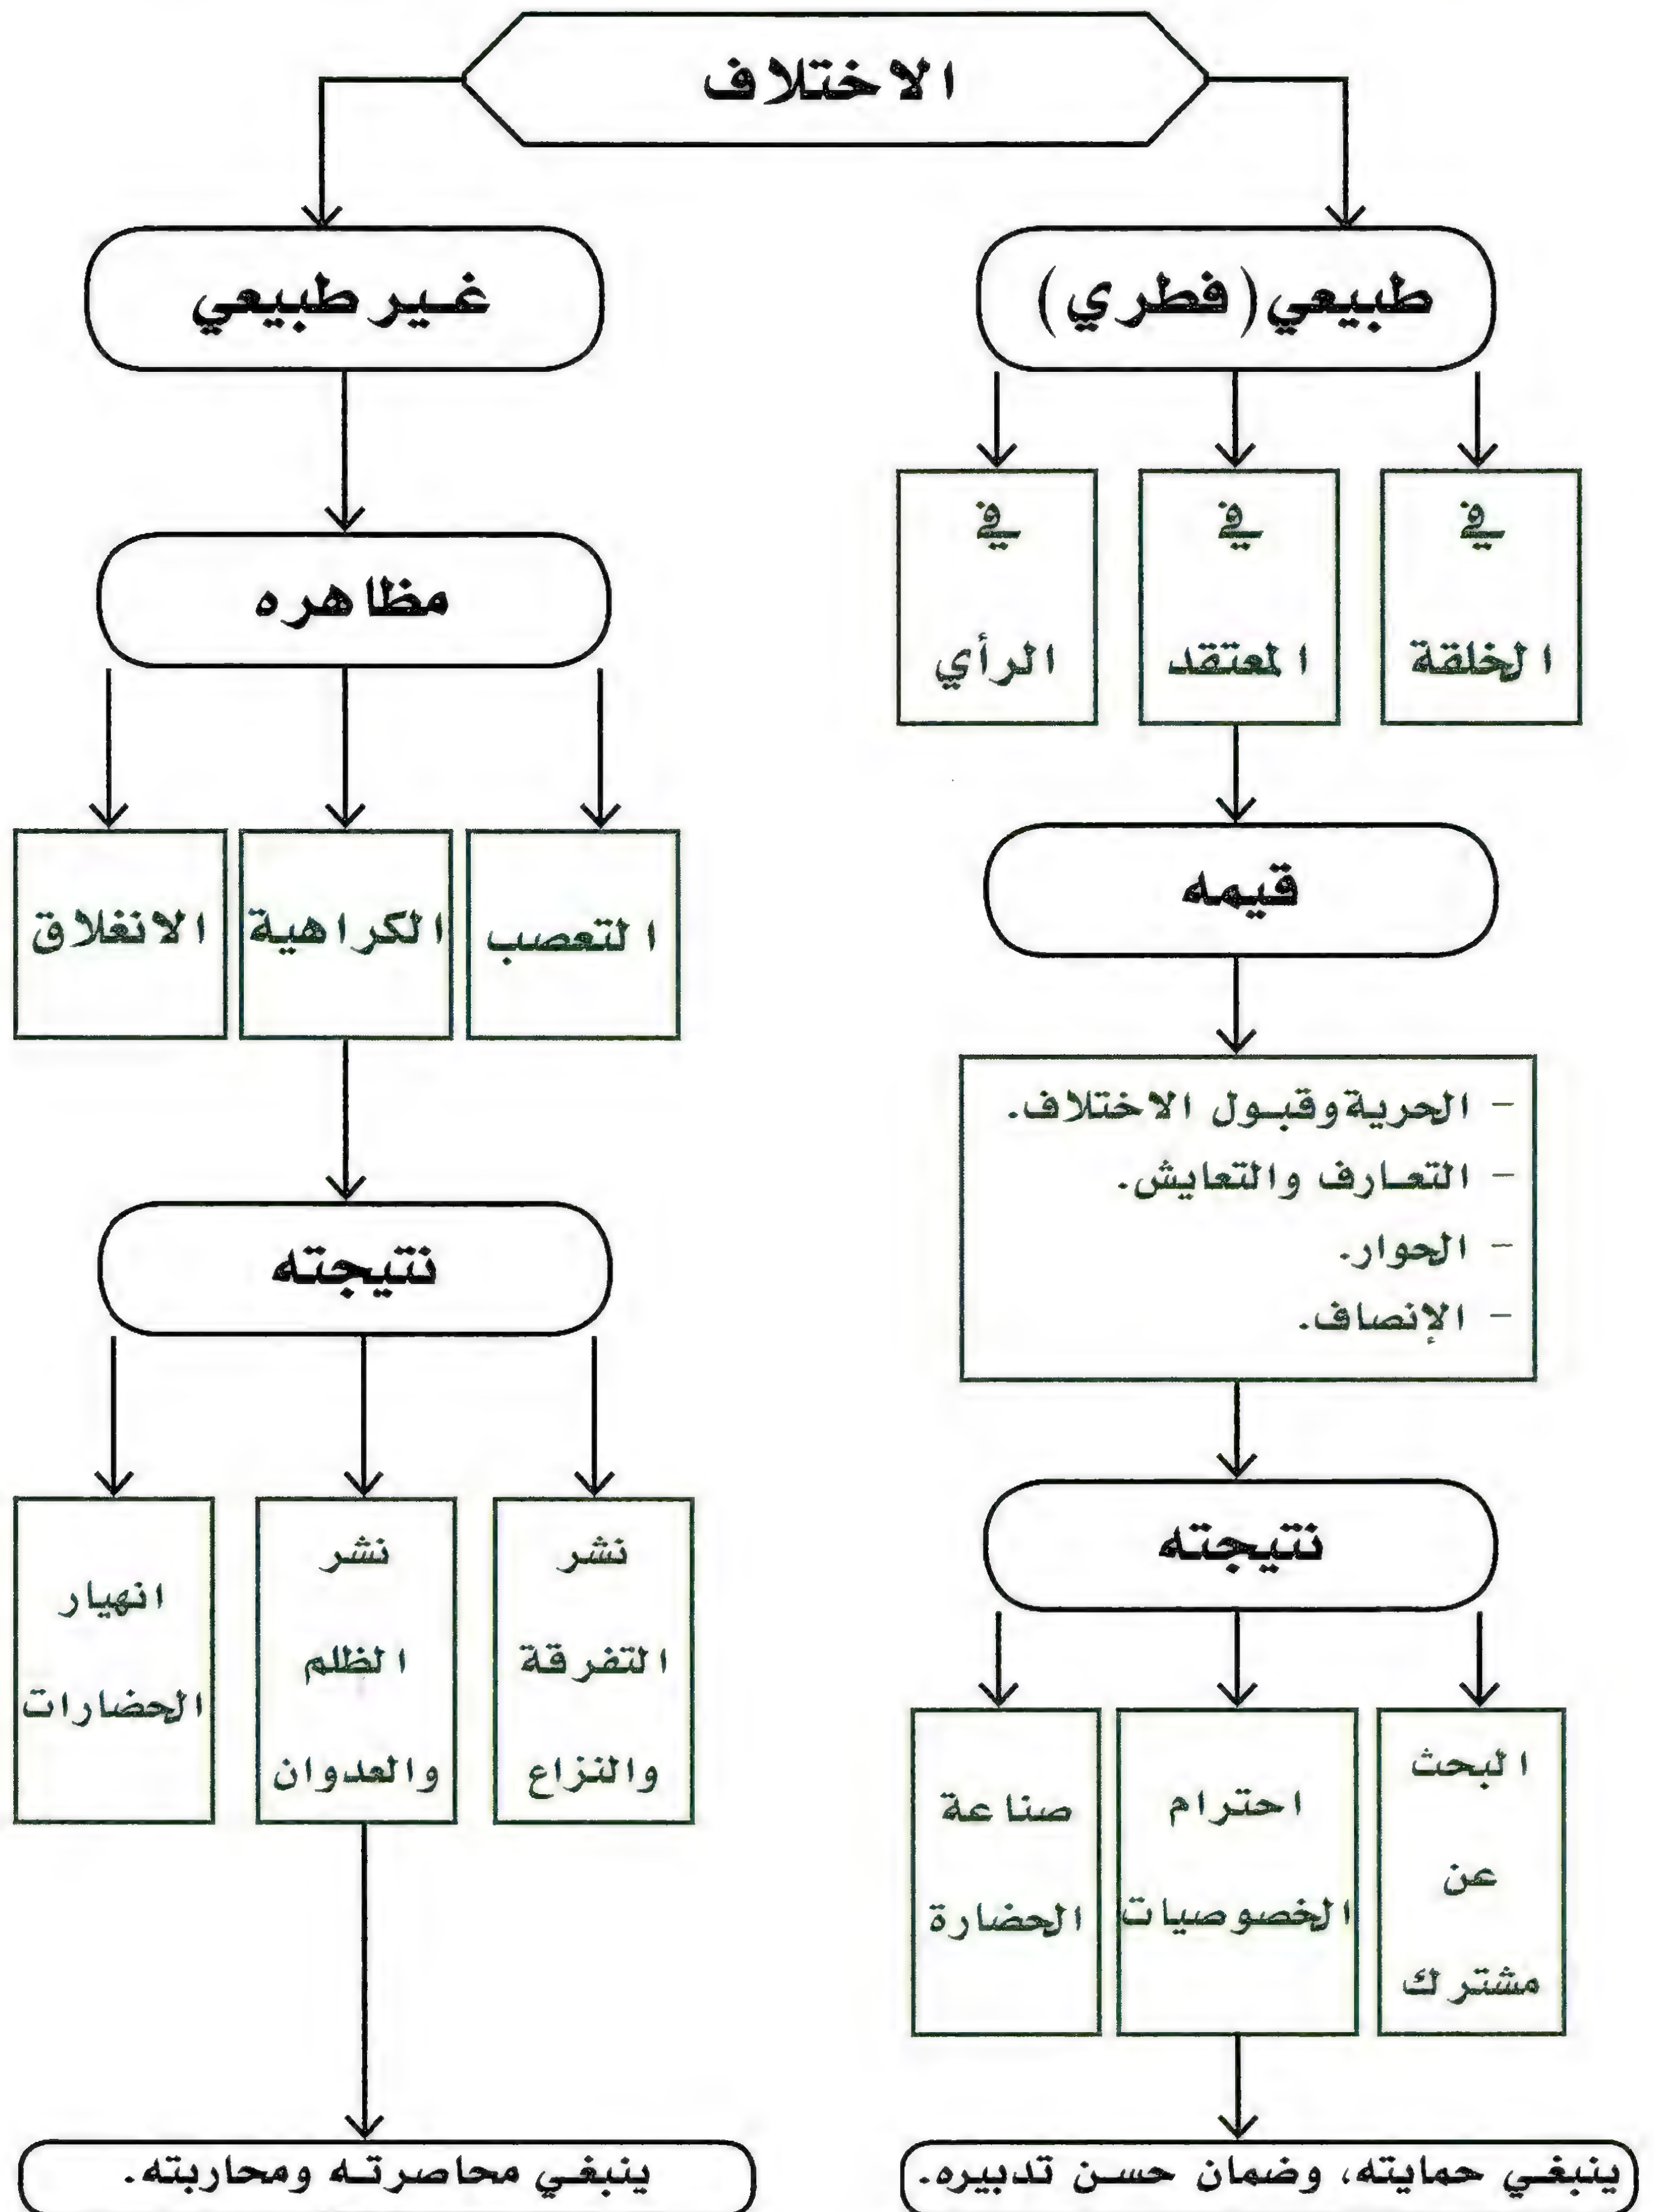 الاختلاف
طبيعي (فطري)
في
الخلقة
في
المعتقد
في
الرأي
قيمه
- الحرية وقبول الاختلاف.
- التعارف والتعايش.
- الحوار.
- الإنصاف.
نتيجته
البحث
عن
مشترك
احترام
الخصوصيات
صناعة
الحضارة
ينبغي حمايته، وضمان حسن تدبيره.
غير طبيعي
مظاهره
التعصب
الكراهية
الانغلاق
نتيجته
نشر
التفرقة
والنزاع
نشر
الظلم
والعدوان
انهيار
الحضارات
ينبغي محاصرته ومحاربته.